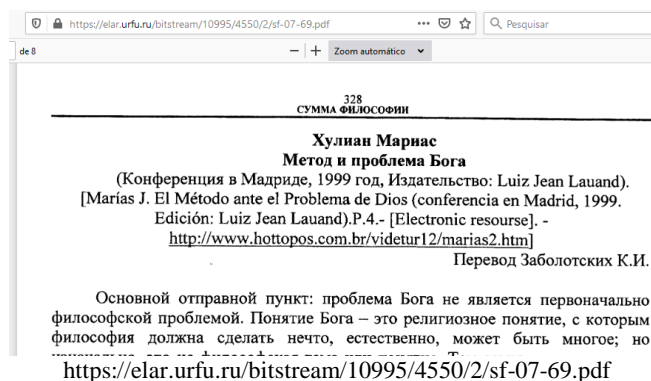 https://elar.urfu.ru/bitstream/10995/4550/2/sf-07-69.pdf ... Pesquisar
de 8 − + Zoom automático
328
СУММА ФИЛОСОФИИ
Хулиан Мариас
Метод и проблема Бога
(Конференция в Мадриде, 1999 год, Издательство: Luiz Jean Lauand).
[Marías J. El Método ante el Problema de Dios (conferencia en Madrid, 1999.
Edición: Luiz Jean Lauand).P.4.- [Electronic resourse]. -
http://www.hottopos.com.br/videtur12/marias2.htm]
Перевод Заболотских К.И.
Основной отправной пункт: проблема Бога не является первоначально
философской проблемой. Понятие Бога – это религиозное понятие, с которым
философия должна сделать нечто, естественно, может быть многое; но
https://elar.urfu.ru/bitstream/10995/4550/2/sf-07-69.pdf